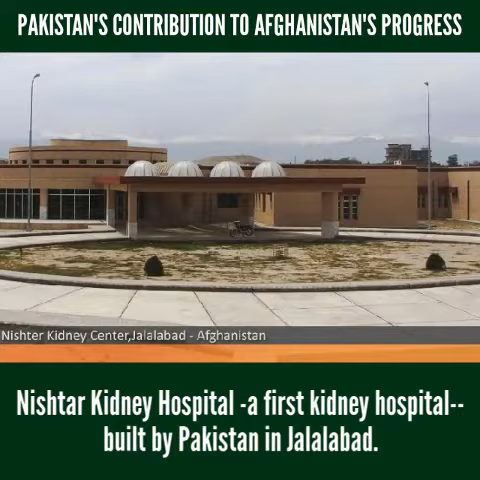 PAKISTAN'S CONTRIBUTION TO AFGHANISTAN'S PROGRESS
Nishter Kidney Center,Jalalabad - Afghanistan
Nishtar Kidney Hospital -a first kidney hospital--
built by Pakistan in Jalalabad.